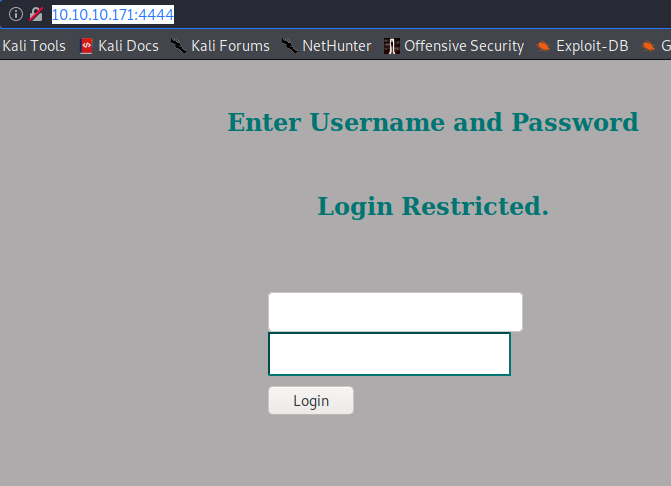 10.10.10.171:4444
Kali Tools Kali Docs Kali Forums NetHunter Offensive Security Exploit-DB G
Enter Username and Password
Login Restricted.
Login